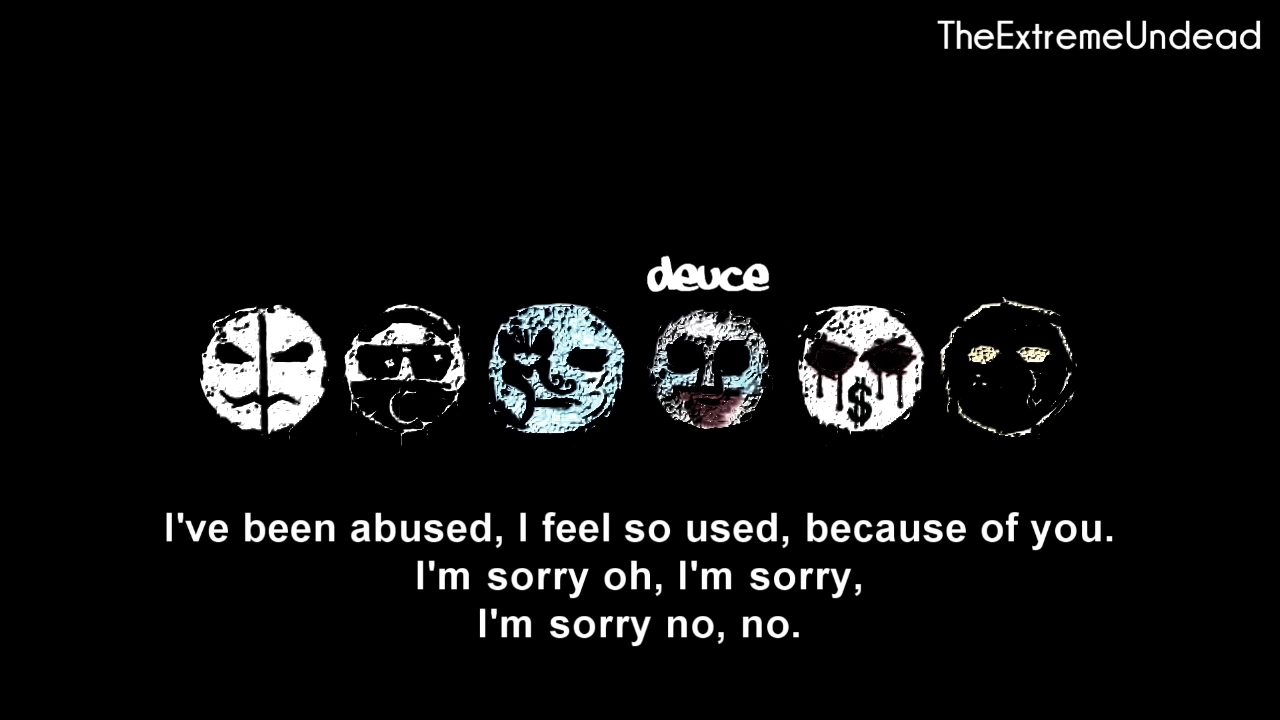 TheExtremeUndead
deuce
$
I've been abused, I feel so used, because of you.
I'm sorry oh, I'm sorry,
I'm sorry no, no.